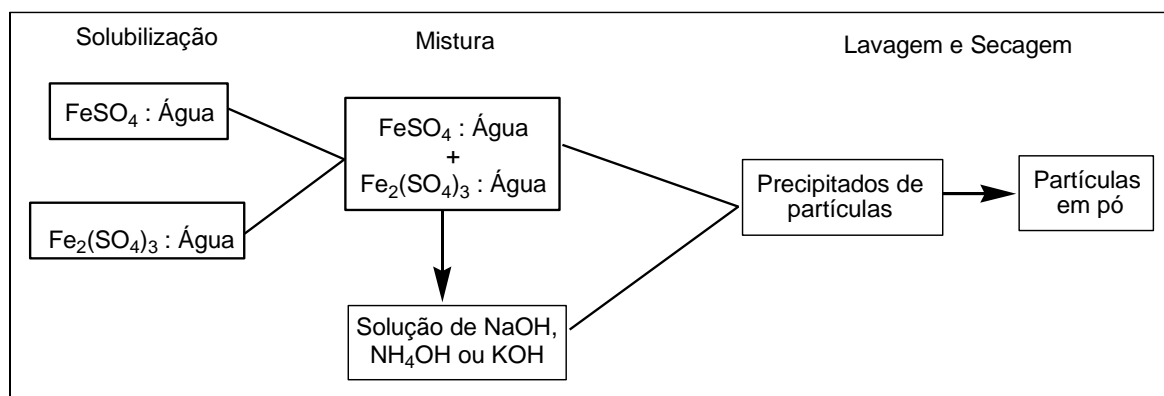 Solubilização
Mistura
Lavagem e Secagem
FeSO₄ : Água
Fe₂(SO₄)₃ : Água
FeSO₄ : Água
+
Fe₂(SO₄)₃ : Água
Solução de NaOH,
NH₄OH ou KOH
Precipitados de
partículas
Partículas
em pó